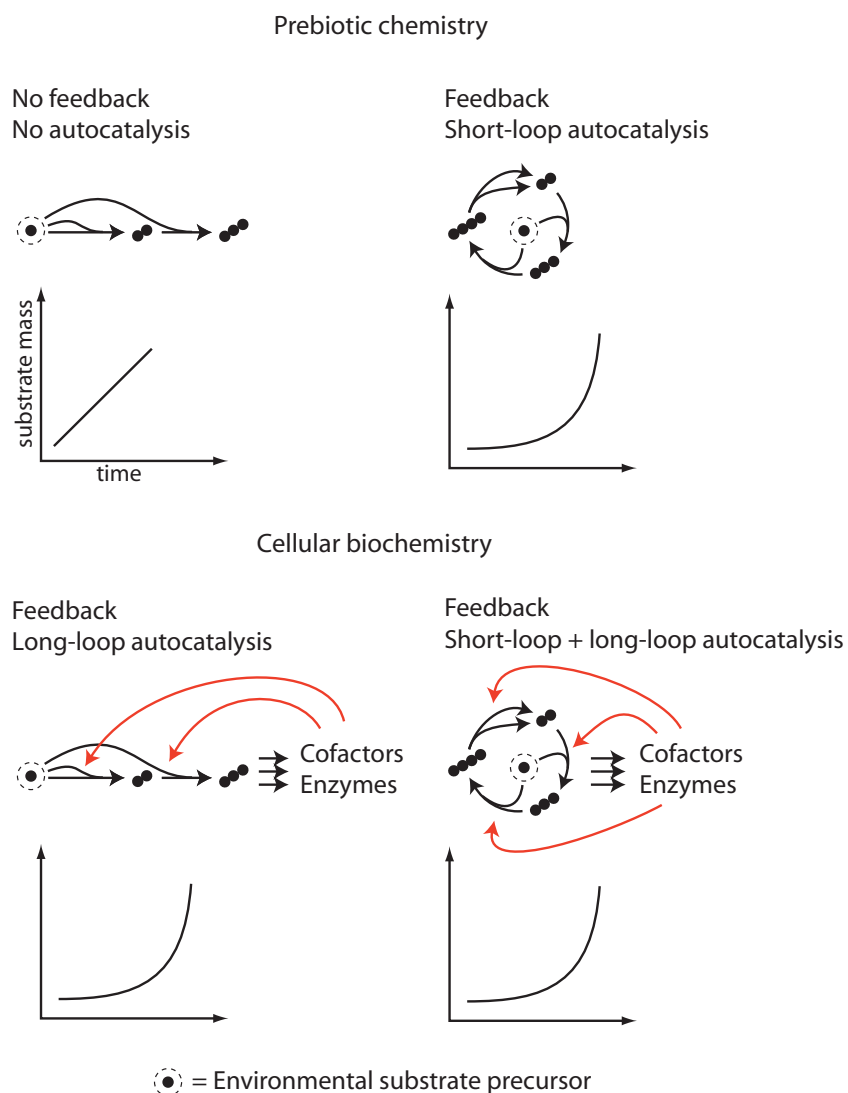 Prebiotic chemistry
No feedback
No autocatalysis
Feedback
Short-loop autocatalysis
substrate mass
time
Cellular biochemistry
Feedback
Long-loop autocatalysis
Feedback
Short-loop + long-loop autocatalysis
Cofactors
Enzymes
Cofactors
Enzymes
= Environmental substrate precursor